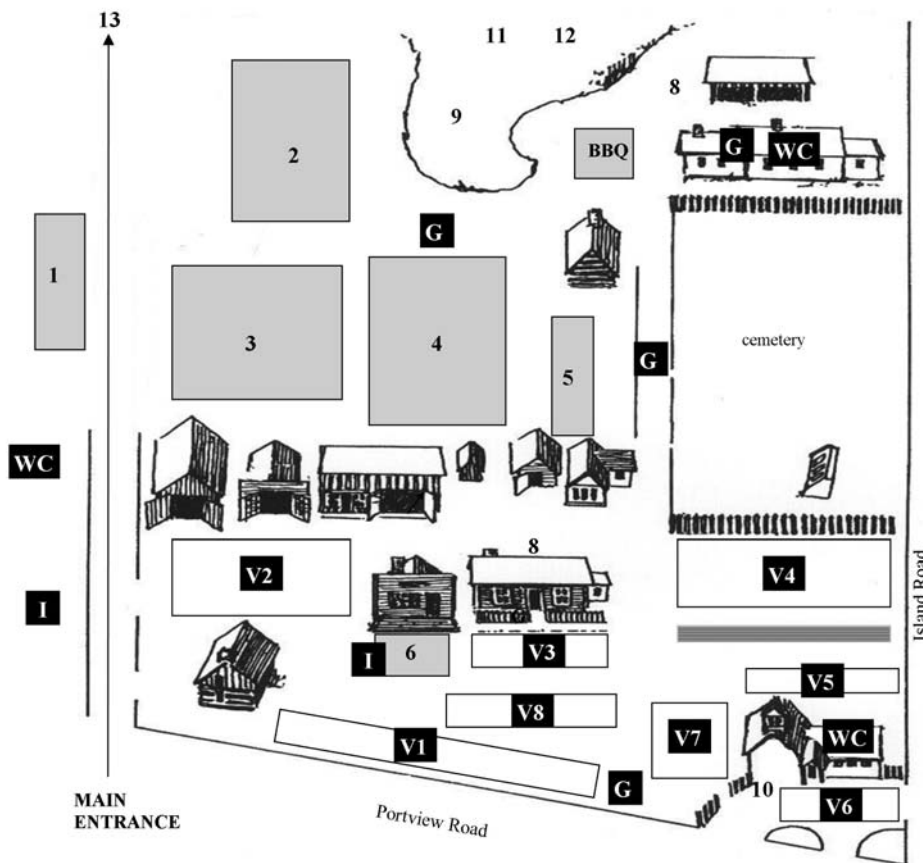 13
11
12
8
9
2
BBQ
G
WC
1
G
3
4
G
cemetery
5
WC
8
V2
V4
I
I
6
V3
V5
V8
V7
WC
V1
G
10
V6
MAIN
ENTRANCE
Portview Road
Island Road